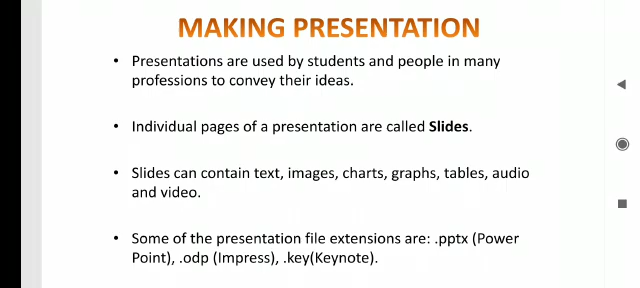 MAKING PRESENTATION
• Presentations are used by students and people in many
professions to convey their ideas.
• Individual pages of a presentation are called Slides.
• Slides can contain text, images, charts, graphs, tables, audio
and video.
• Some of the presentation file extensions are: .pptx (Power
Point), .odp (Impress), .key(Keynote).